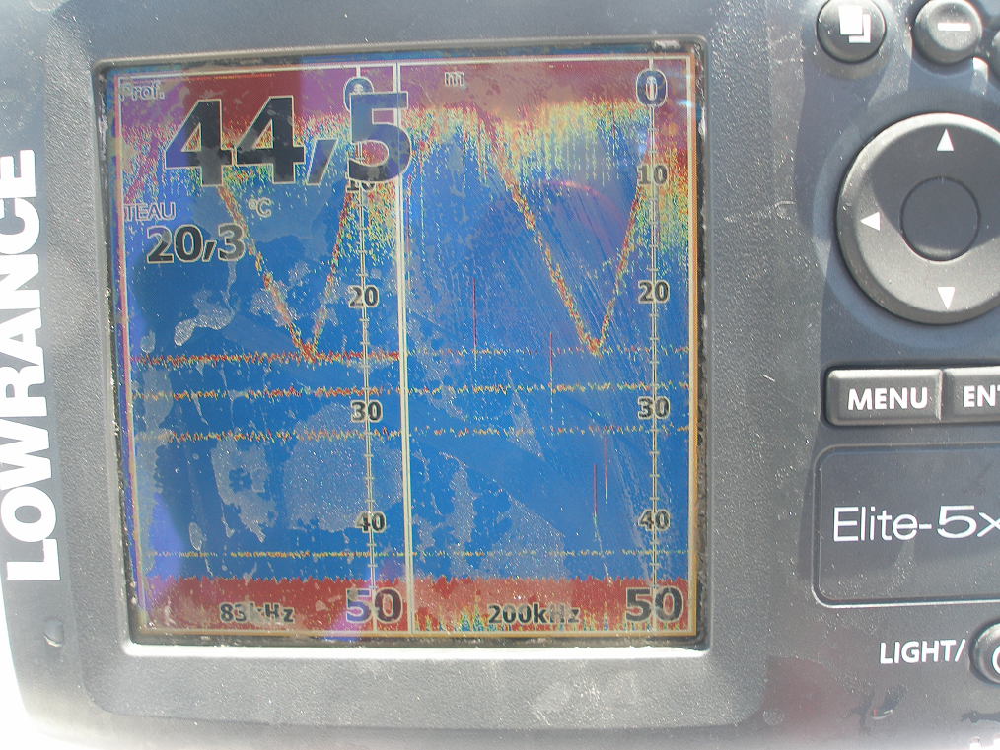 LOWRANCE
Prof.
m
0
0
44,5
10
10
TEAU
°C
20,3
20
20
30
30
40
40
83kHz
50
200kHz
50
MENU
ENT
Elite-5x
LIGHT/